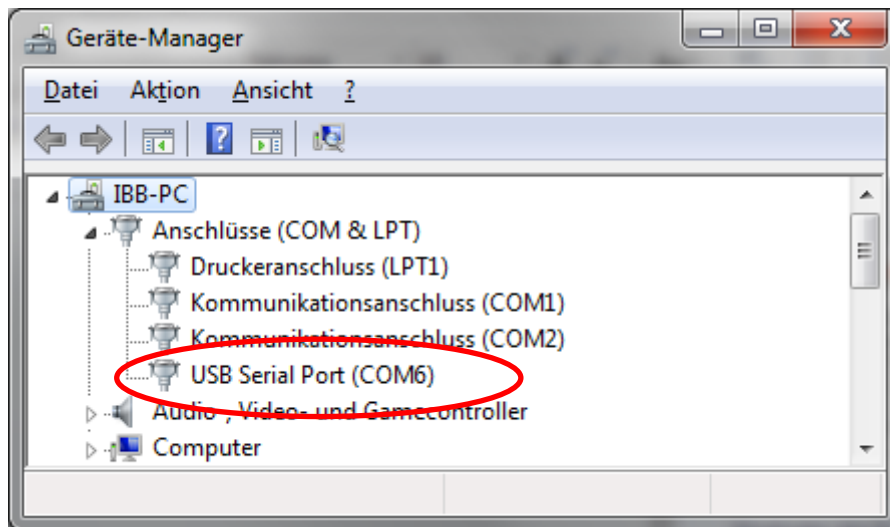 Geräte-Manager
Datei Aktion Ansicht ?
IBB-PC
Anschlüsse (COM & LPT)
Druckeranschluss (LPT1)
Kommunikationsanschluss (COM1)
Kommunikationsanschluss (COM2)
USB Serial Port (COM6)
Audio-, Video- und Gamecontroller
Computer